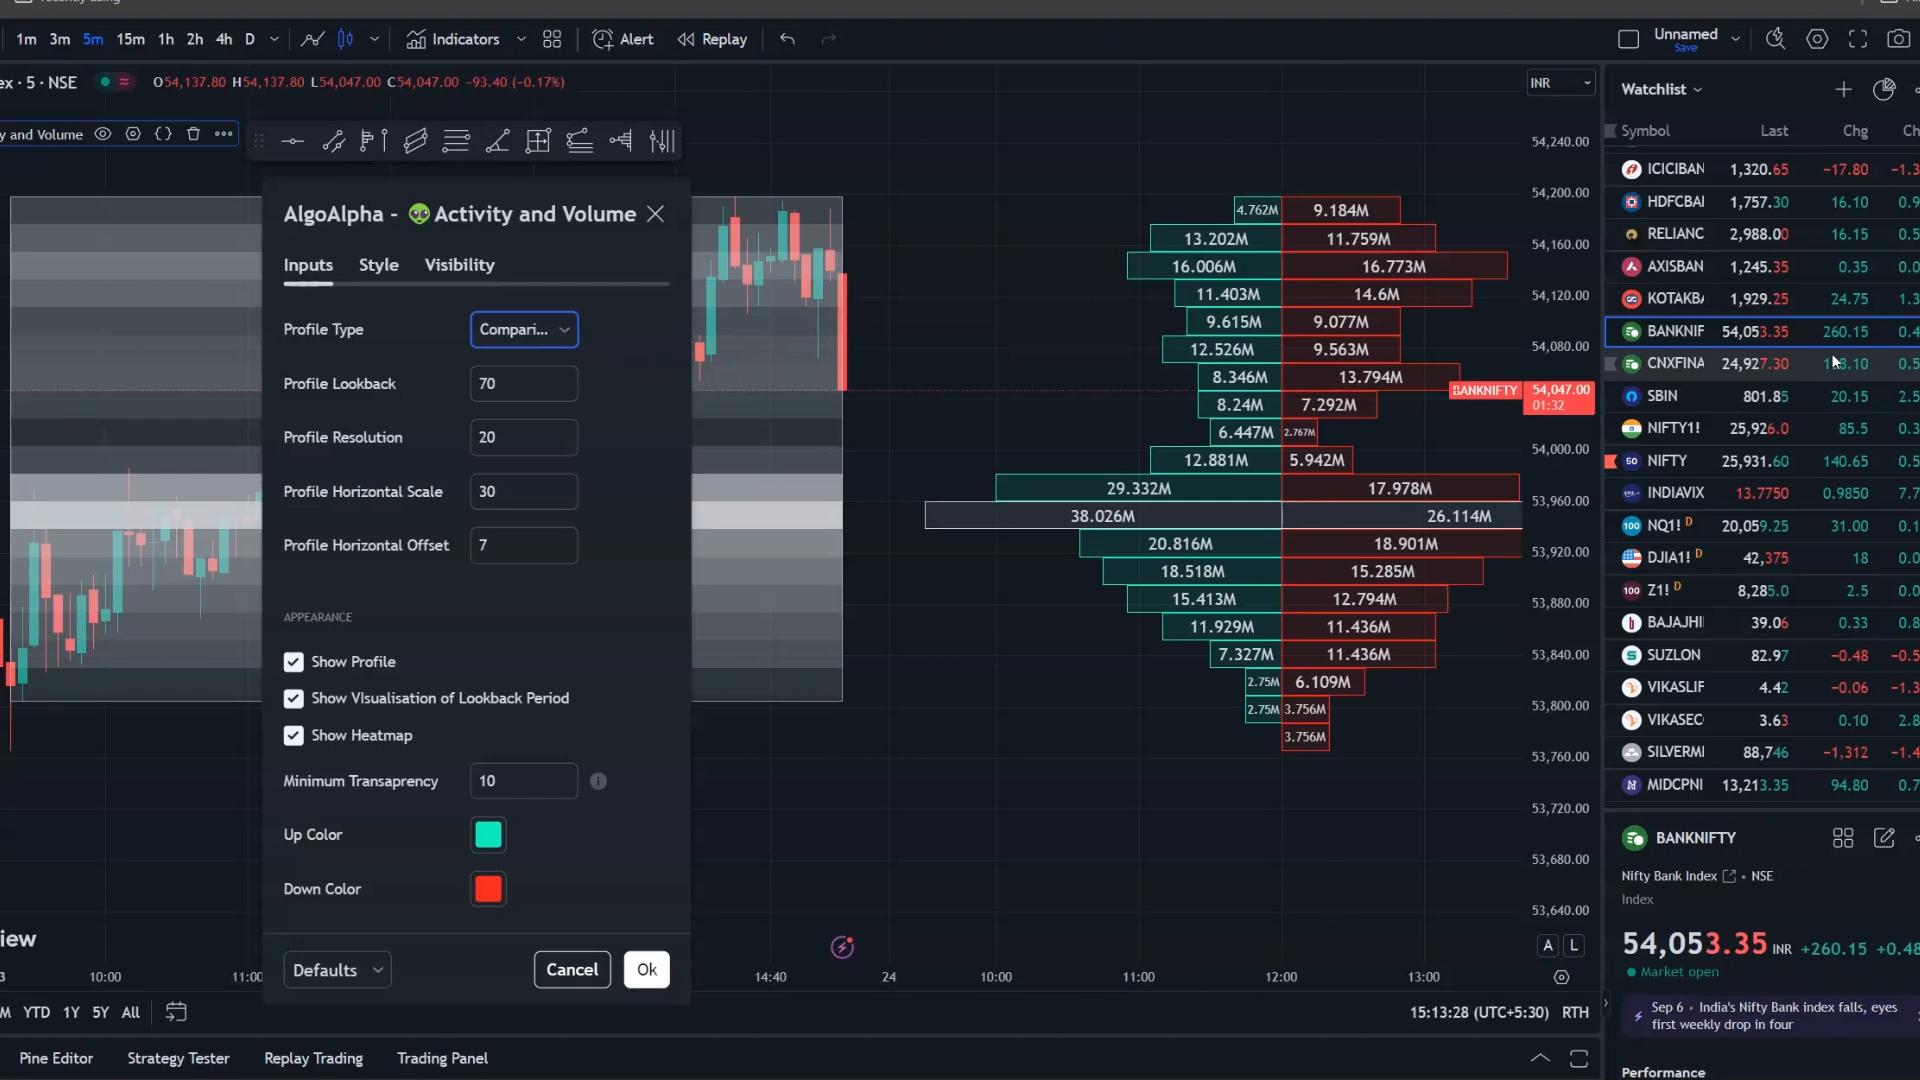 1m 3m 5m 15m 1h 2h 4h D Indicators Alert Replay Unnamed
Save
ex · 5 · NSE O54,137.80 H54,137.80 L54,047.00 C54,047.00 −93.40 (−0.17%) INR
y and Volume
AlgoAlpha - 👽Activity and Volume
Inputs Style Visibility
Profile Type Compari...
Profile Lookback 70
Profile Resolution 20
Profile Horizontal Scale 30
Profile Horizontal Offset 7
APPEARANCE
Show Profile
Show VIsualisation of Lookback Period
Show Heatmap
Minimum Transaprency 10
Up Color
Down Color
Defaults Cancel Ok
4.762M 9.184M
13.202M 11.759M
16.006M 16.773M
11.403M 14.6M
9.615M 9.077M
12.526M 9.563M
8.346M 13.794M
8.24M 7.292M
6.447M 2.767M
12.881M 5.942M
29.332M 17.978M
38.026M 26.114M
20.816M 18.901M
18.518M 15.285M
15.413M 12.794M
11.929M 11.436M
7.327M 11.436M
2.75M 6.109M
2.75M 3.756M
3.756M
54,240.00
54,200.00
54,160.00
54,120.00
54,080.00
BANKNIFTY 54,047.00
01:32
54,000.00
53,960.00
53,920.00
53,880.00
53,840.00
53,800.00
53,760.00
53,720.00
53,680.00
53,640.00
A L
iew
3 10:00 11:00 14:40 24 10:00 11:00 12:00 13:00
M YTD 1Y 5Y All 15:13:28 (UTC+5:30) RTH
Pine Editor Strategy Tester Replay Trading Trading Panel
Watchlist
Symbol Last Chg Ch
ICICIBAN 1,320.65 −17.80 −1.3
HDFCBAI 1,757.30 16.10 0.9
RELIANC 2,988.00 16.15 0.5
AXISBAN 1,245.35 0.35 0.0
KOTAKBA 1,929.25 24.75 1.3
BANKNIF 54,053.35 260.15 0.4
CNXFINA 24,927.30 0.5
SBIN 801.85 20.15 2.5
NIFTY1! 25,926.0 85.5 0.3
50 NIFTY 25,931.60 140.65 0.5
INDIAVIX 13.7750 0.9850 7.7
100 NQ1! D 20,059.25 31.00 0.1
DJIA1! D 42,375 18 0.0
100 Z1! D 8,285.0 2.5 0.0
BAJAJHI 39.06 0.33 0.8
SUZLON 82.97 −0.48 −0.5
VIKASLIF 4.42 −0.06 −1.3
VIKASEC 3.63 0.10 2.8
SILVERMI 88,746 −1,312 −1.4
MIDCPNI 13,213.35 94.80 0.7
BANKNIFTY
Nifty Bank Index • NSE
Index
54,053.35 INR +260.15 +0.48
Market open
Sep 6 • India's Nifty Bank index falls, eyes
first weekly drop in four
Performance